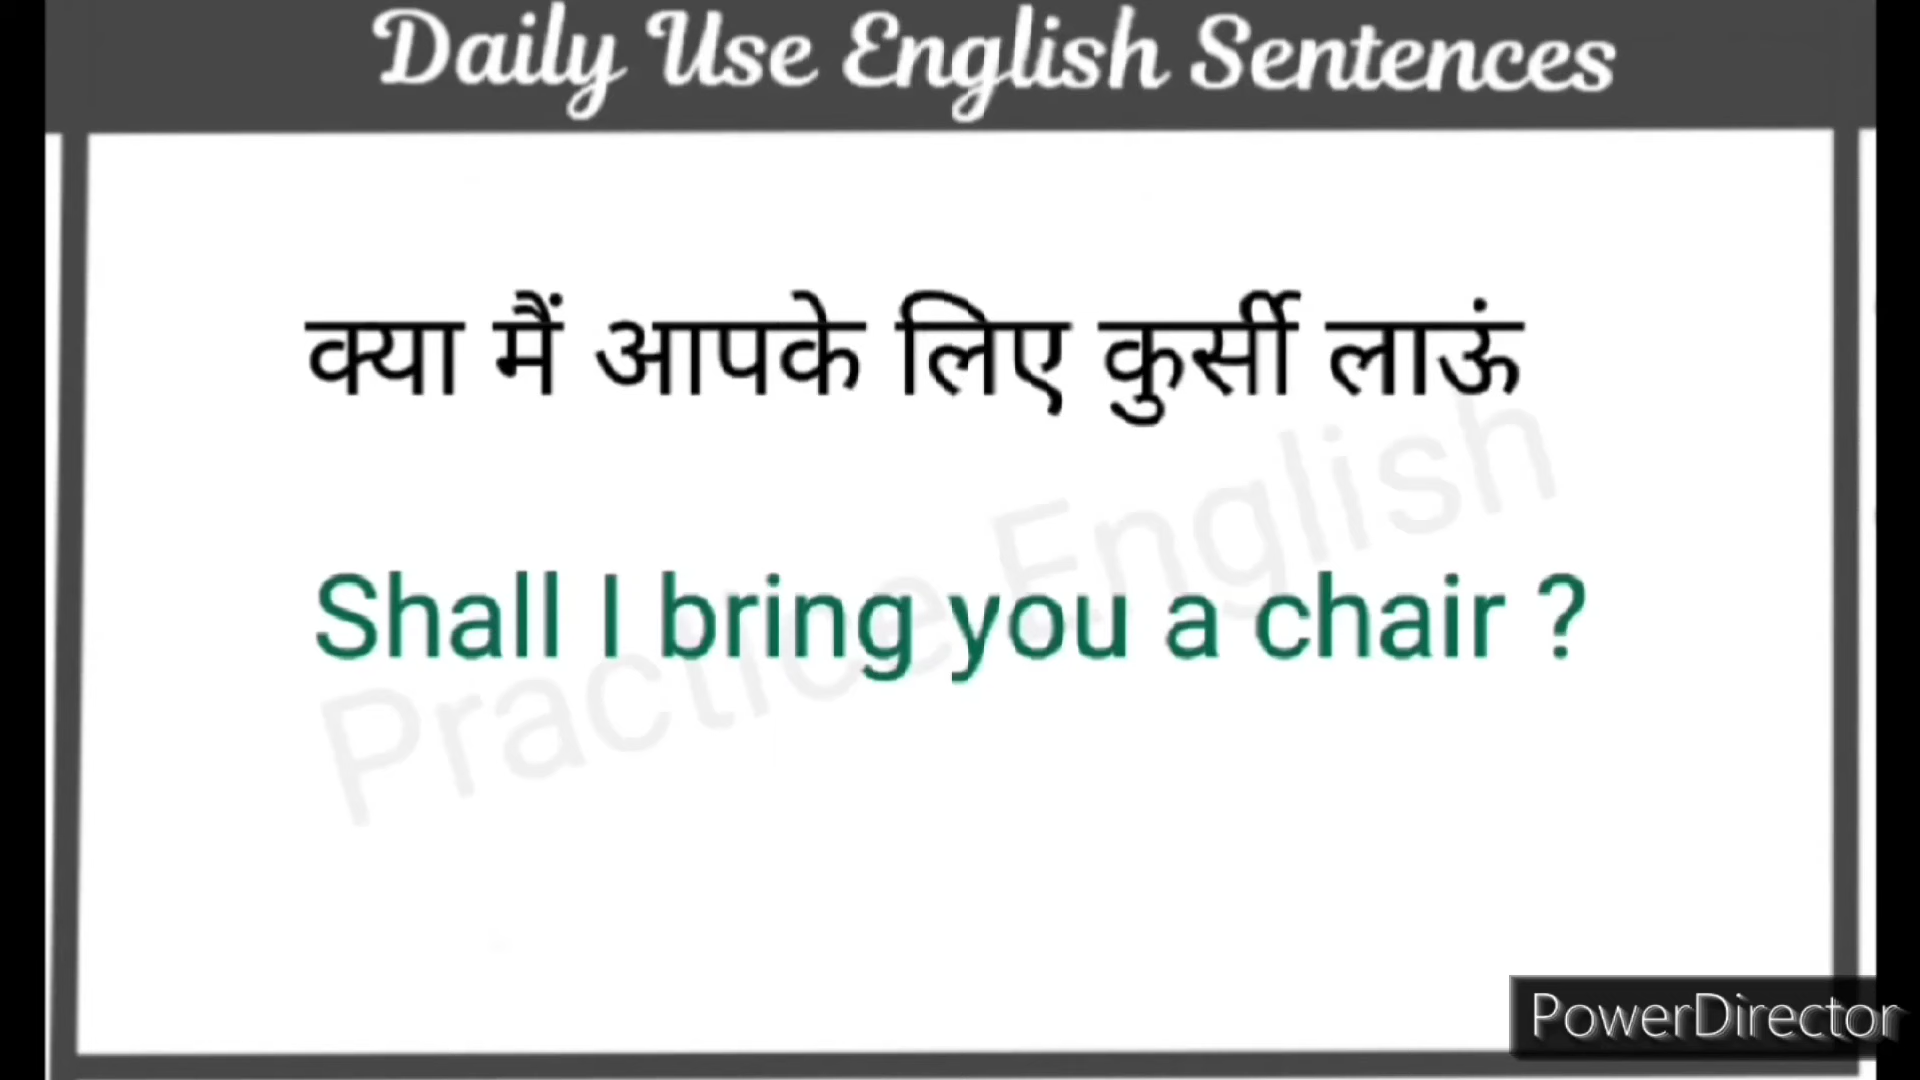 Daily Use English Sentences
क्या मैं आपके लिए कुर्सी लाऊं
Shall I bring you a chair ?
Practice English
PowerDirector